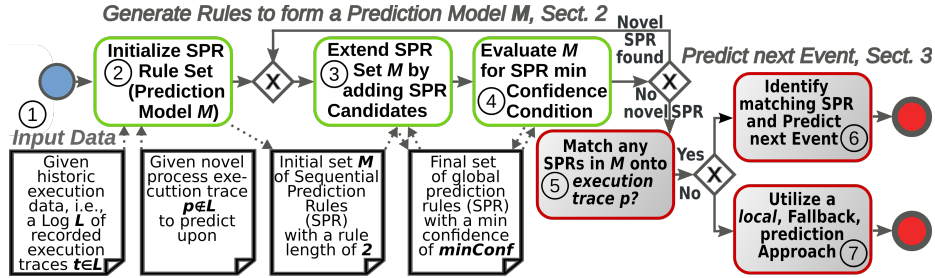 Generate Rules to form a Prediction Model M, Sect. 2
Predict next Event, Sect. 3
1
Input Data
Initialize SPR
2 Rule Set
(Prediction
Model M)
X
Extend SPR
3 Set M by
adding SPR
Candidates
Evaluate M
for SPR min
4 Confidence
Condition
Novel
SPR
found
X
No
novel SPR
Match any
SPRs in M onto
5 execution
trace p?
Yes
X
No
Identify
matching SPR
and Predict
next Event 6
Utilize a
local, Fallback,
prediction
Approach 7
Given
historic
execution
data, i.e.,
a Log L of
recorded
execution
traces t∈L
Given novel
process exe-
cuttion trace
p∉L
to predict
upon
Initial set M
of Sequential
Prediction
Rules
(SPR)
with a rule
length of 2
Final set
of global
prediction
rules (SPR)
with a min
confidence
of minConf